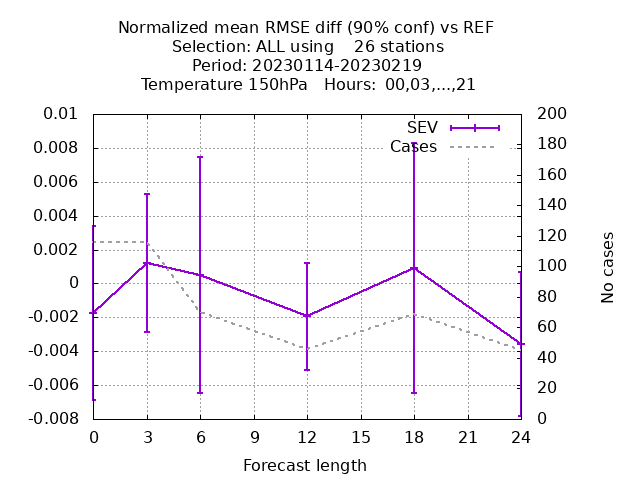 Normalized mean RMSE diff (90% conf) vs REF
Selection: ALL using    26 stations
Period: 20230114-20230219
Temperature 150hPa   Hours: 00,03,...,21
SEV
Cases
0.01
0.008
0.006
0.004
0.002
0
-0.002
-0.004
-0.006
-0.008
200
180
160
140
120
100
80
60
40
20
0
No cases
0 3 6 9 12 15 18 21 24
Forecast length